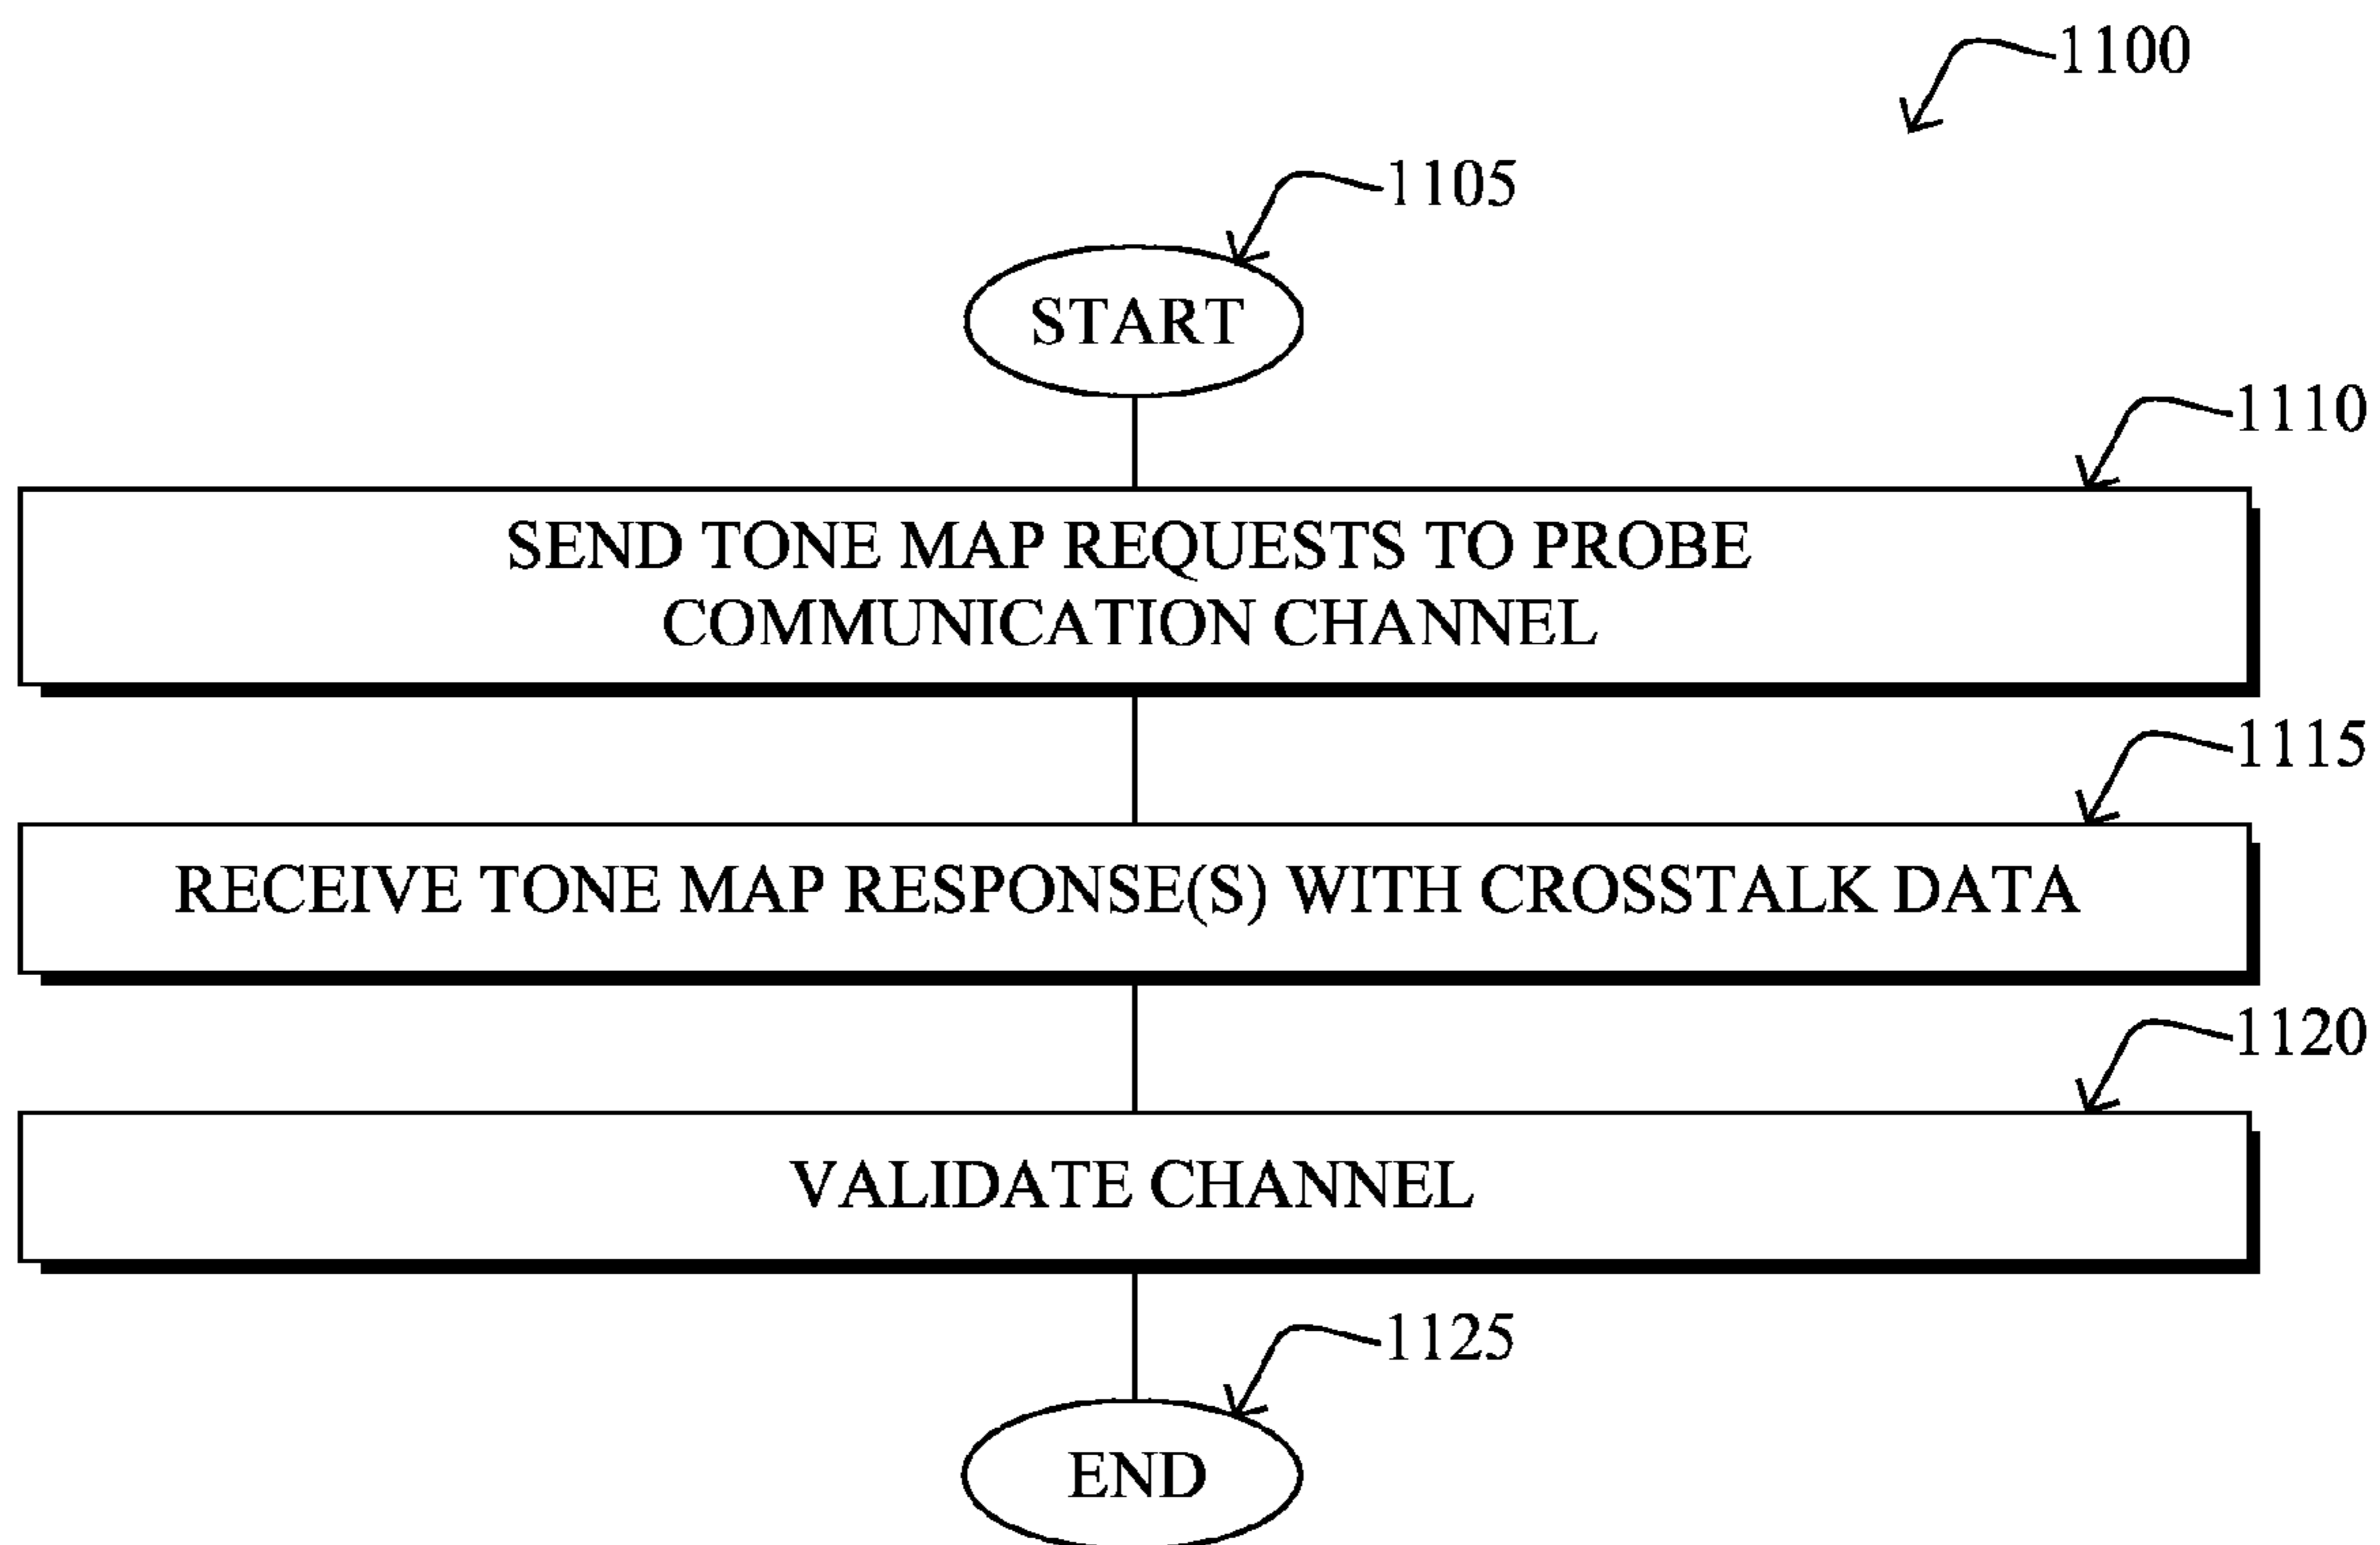 1100
1105
START
1110
SEND TONE MAP REQUESTS TO PROBE
COMMUNICATION CHANNEL
1115
RECEIVE TONE MAP RESPONSE(S) WITH CROSSTALK DATA
1120
VALIDATE CHANNEL
1125
END